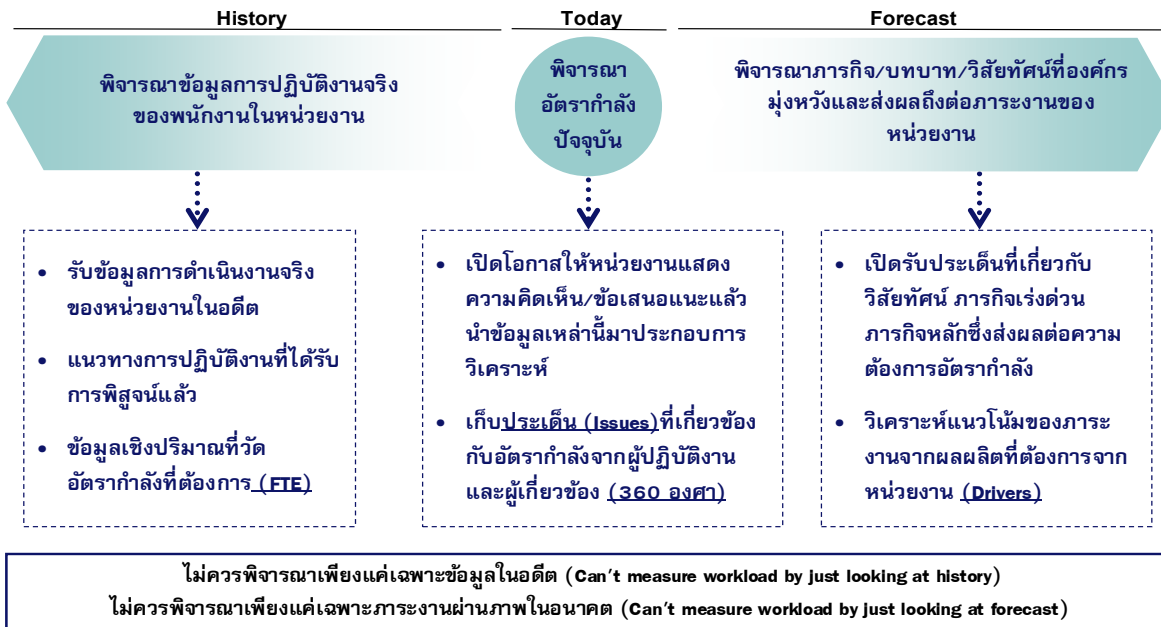 History
Today
Forecast
พิจารณาข้อมูลการปฏิบัติงานจริง
ของพนักงานในหน่วยงาน
พิจารณา
อัตรากำลัง
ปัจจุบัน
พิจารณาภารกิจ/บทบาท/วิสัยทัศน์ที่องค์กร
มุ่งหวังและส่งผลถึงต่อภาระงานของ
หน่วยงาน
• รับข้อมูลการดำเนินงานจริง
ของหน่วยงานในอดีต
• แนวทางการปฏิบัติงานที่ได้รับ
การพิสูจน์แล้ว
• ข้อมูลเชิงปริมาณที่วัด
อัตรากำลังที่ต้องการ (FTE)
• เปิดโอกาสให้หน่วยงานแสดง
ความคิดเห็น/ข้อเสนอแนะแล้ว
นำข้อมูลเหล่านี้มาประกอบการ
วิเคราะห์
• เก็บประเด็น (Issues)ที่เกี่ยวข้อง
กับอัตรากำลังจากผู้ปฏิบัติงาน
และผู้เกี่ยวข้อง (360 องศา)
• เปิดรับประเด็นที่เกี่ยวกับ
วิสัยทัศน์ ภารกิจเร่งด่วน
ภารกิจหลักซึ่งส่งผลต่อความ
ต้องการอัตรากำลัง
• วิเคราะห์แนวโน้มของภาระ
งานจากผลผลิตที่ต้องการจาก
หน่วยงาน (Drivers)
ไม่ควรพิจารณาเพียงแค่เฉพาะข้อมูลในอดีต (Can't measure workload by just looking at history)
ไม่ควรพิจารณาเพียงแค่เฉพาะภาระงานผ่านภาพในอนาคต (Can't measure workload by just looking at forecast)